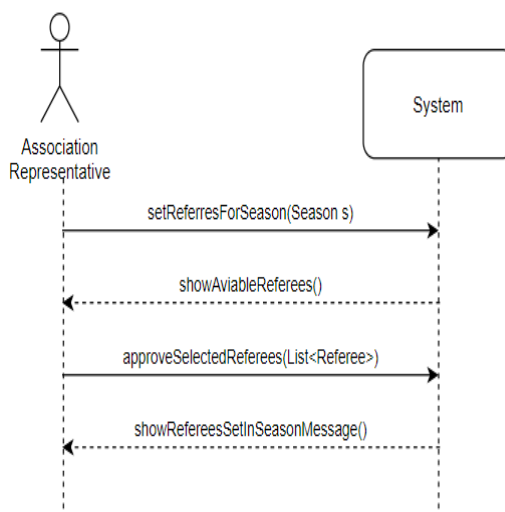 System
Association
Representative
setReferresForSeason(Season s)
showAviableReferees()
approveSelectedReferees(List<Referee>)
showRefereesSetInSeasonMessage()